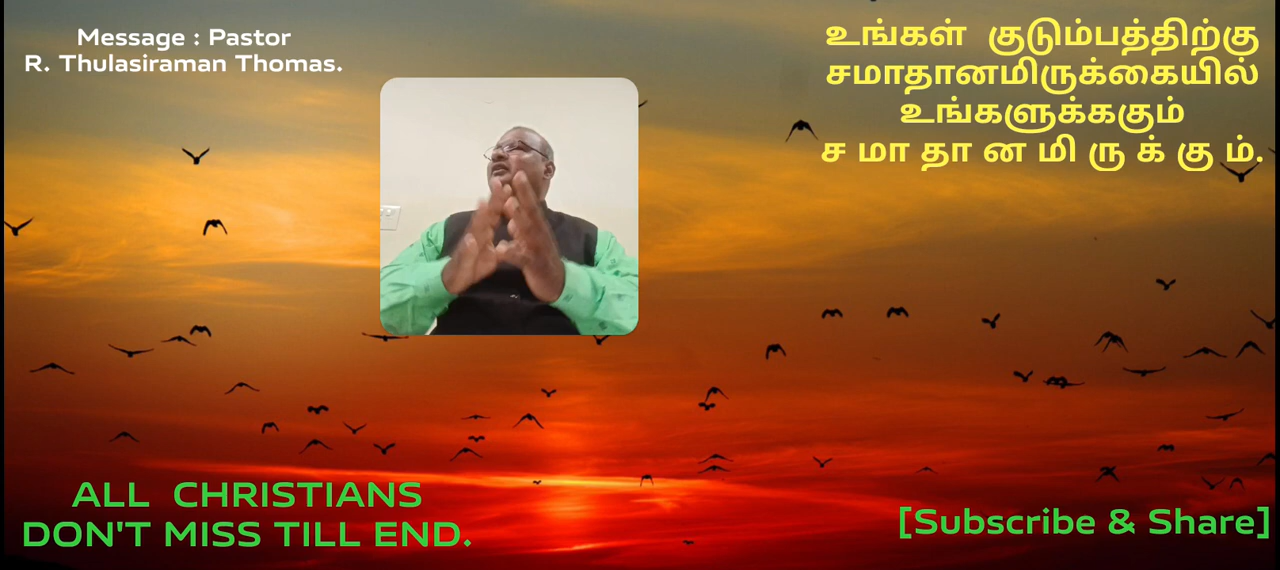 Message : Pastor
R. Thulasiraman Thomas.
உங்கள் குடும்பத்திற்கு
சமாதானமிருக்கையில்
உங்களுக்ககும்
ச மா தா ன மி ரு க் கு ம்.
ALL CHRISTIANS
DON'T MISS TILL END.
[Subscribe & Share]